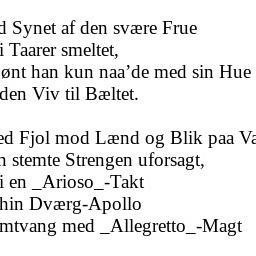 d Synet af den svære Frue
i Taarer smeltet,
ønt han kun naa’de med sin Hue
den Viv til Bæltet.

ed Fjol mod Lænd og Blik paa Va
n stemte Strengen uforsagt,
i en _Arioso_-Takt
hin Dværg-Apollo
mtvang med _Allegretto_-Magt